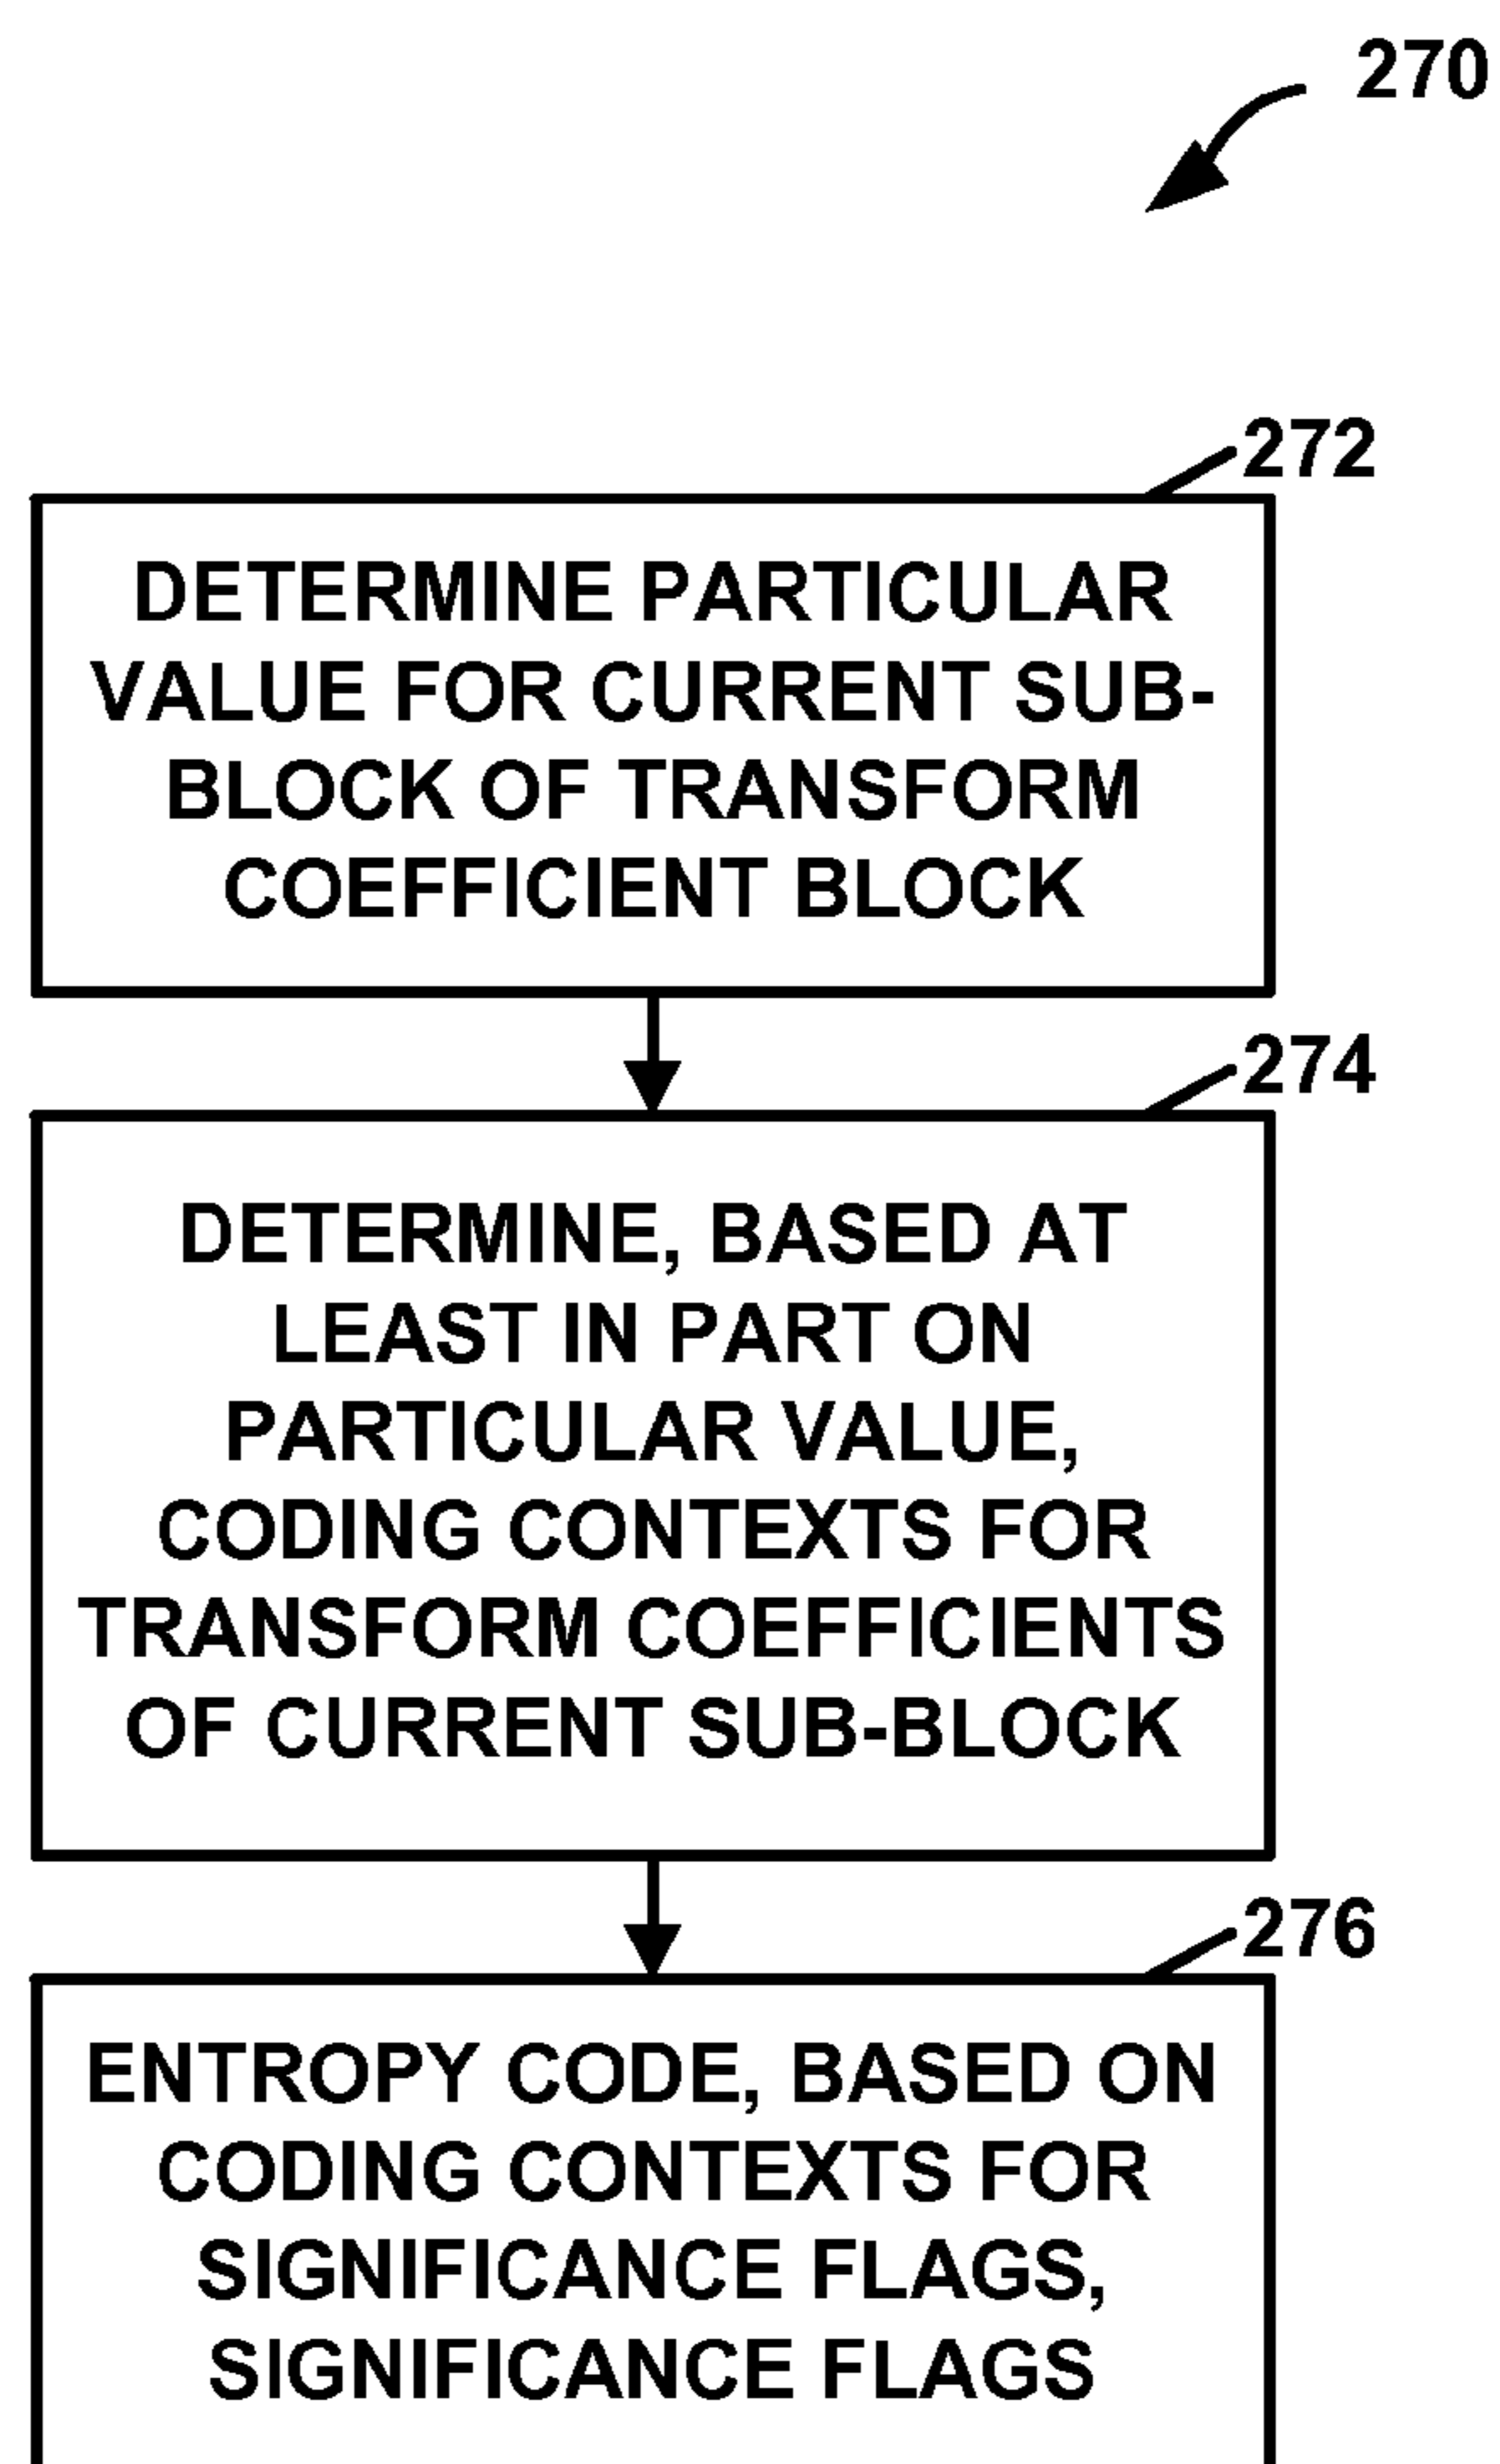 270
272
DETERMINE PARTICULAR
VALUE FOR CURRENT SUB-
BLOCK OF TRANSFORM
COEFFICIENT BLOCK
274
DETERMINE, BASED AT
LEAST IN PART ON
PARTICULAR VALUE,
CODING CONTEXTS FOR
TRANSFORM COEFFICIENTS
OF CURRENT SUB-BLOCK
276
ENTROPY CODE, BASED ON
CODING CONTEXTS FOR
SIGNIFICANCE FLAGS,
SIGNIFICANCE FLAGS